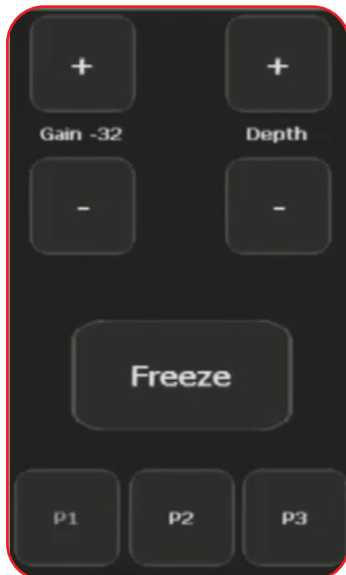 + +
Gain -32 Depth
- -
Freeze
P1 P2 P3